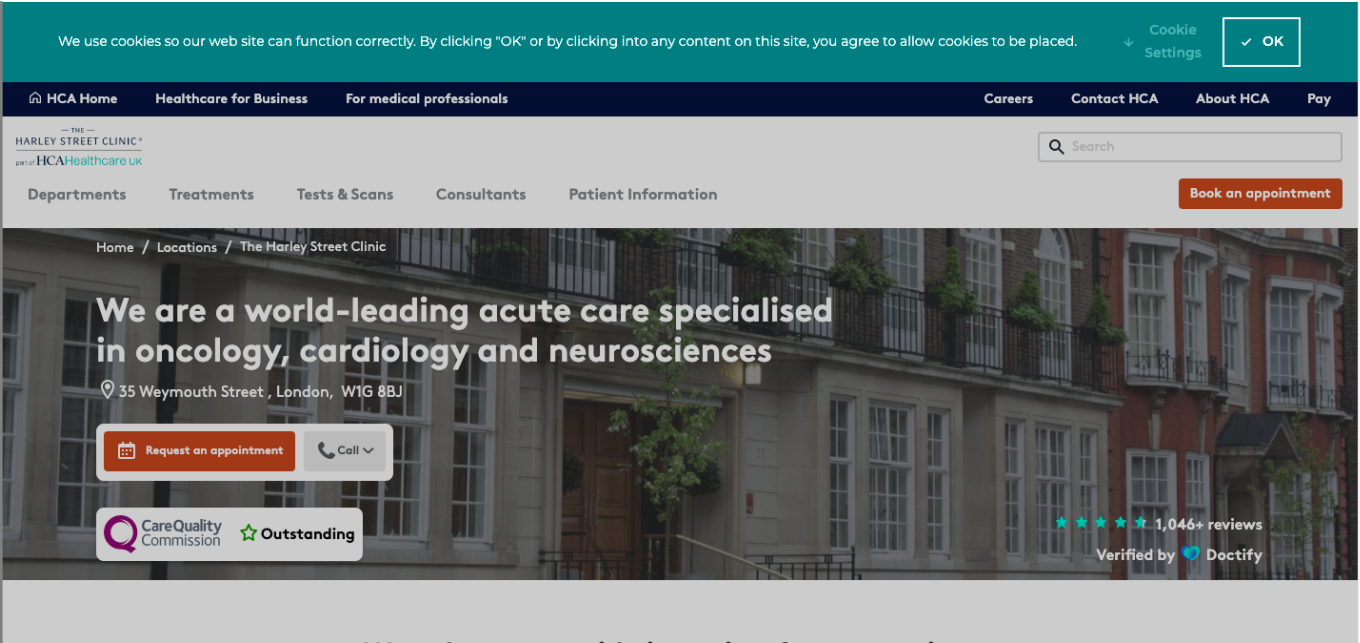 We use cookies so our web site can function correctly. By clicking "OK" or by clicking into any content on this site, you agree to allow cookies to be placed.
Cookie
Settings
OK
HCA Home
Healthcare for Business
For medical professionals
Careers
Contact HCA
About HCA
Pay
— THE —
HARLEY STREET CLINIC®
part of HCAHealthcare UK
Search
Departments
Treatments
Tests & Scans
Consultants
Patient Information
Book an appointment
Home / Locations / The Harley Street Clinic
We are a world-leading acute care specialised
in oncology, cardiology and neurosciences
35 Weymouth Street , London, W1G 8BJ
Request an appointment
Call
CareQuality
Commission
Outstanding
1,046+ reviews
Verified by Doctify